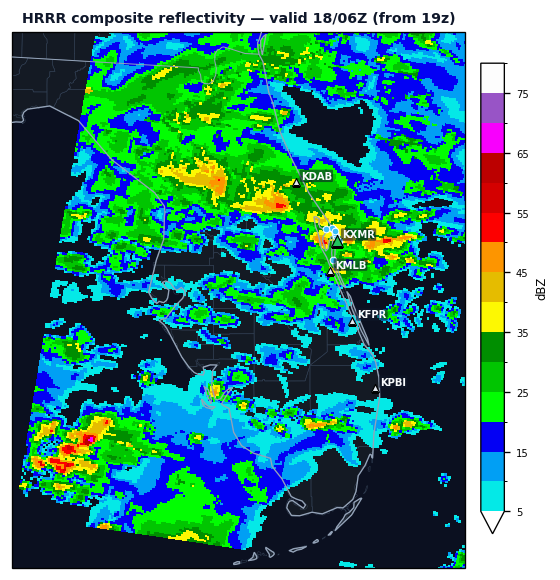 HRRR composite reflectivity — valid 18/06Z (from 19z)
KDAB
KXMR
KMLB
KFPR
KPBI
75
65
55
45
35
25
15
5
dBZ